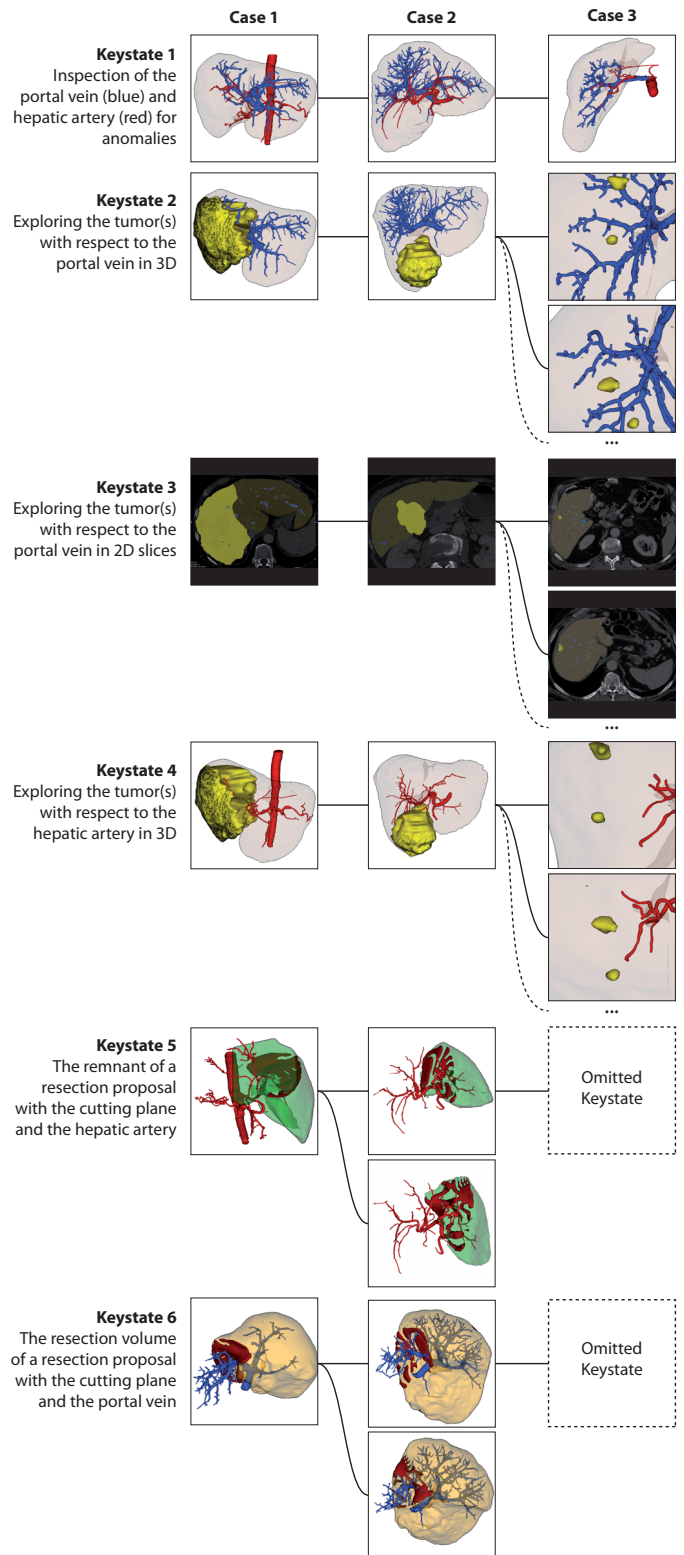 Case 1 Case 2 Case 3
Keystate 1
Inspection of the
portal vein (blue) and
hepatic artery (red) for
anomalies
Keystate 2
Exploring the tumor(s)
with respect to the
portal vein in 3D
...
Keystate 3
Exploring the tumor(s)
with respect to the
portal vein in 2D slices
...
Keystate 4
Exploring the tumor(s)
with respect to the
hepatic artery in 3D
...
Keystate 5
The remnant of a
resection proposal
with the cutting plane
and the hepatic artery
Omitted
Keystate
Keystate 6
The resection volume
of a resection proposal
with the cutting plane
and the portal vein
Omitted
Keystate